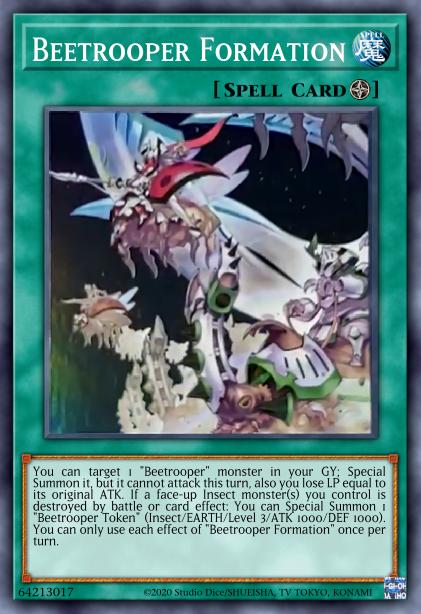 BEETROOPER FORMATION
[SPELL CARD]
You can target 1 "Beetrooper" monster in your GY; Special
Summon it, but it cannot attack this turn, also you lose LP equal to
its original ATK. If a face-up Insect monster(s) you control is
destroyed by battle or card effect: You can Special Summon 1
"Beetrooper Token" (Insect/EARTH/Level 3/ATK 1000/DEF 1000).
You can only use each effect of "Beetrooper Formation" once per
turn.
64213017
©2020 Studio Dice/SHUEISHA, TV TOKYO, KONAMI